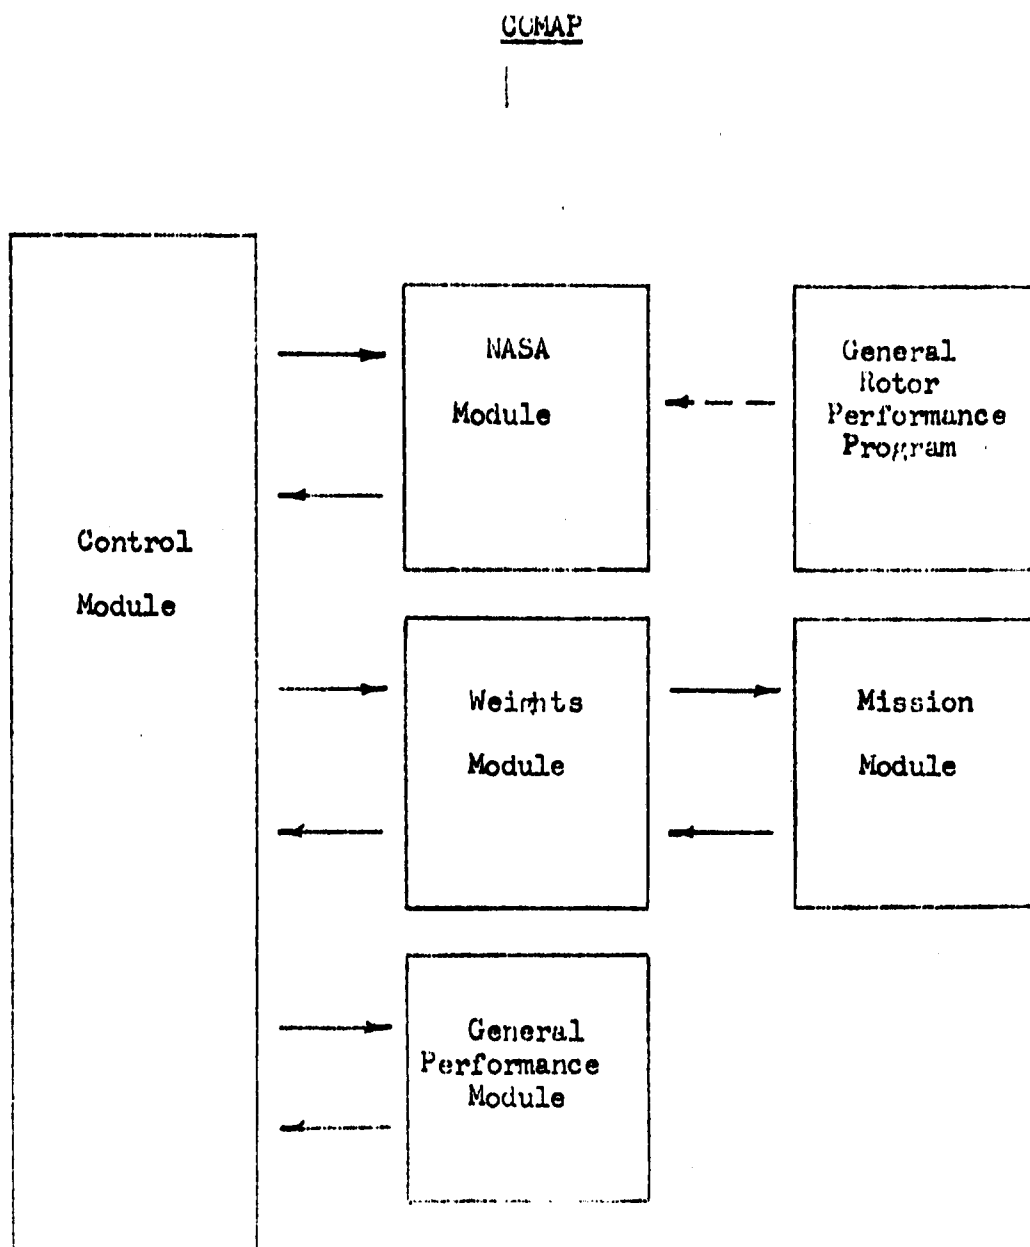 COMAP
NASA
Module
General
Rotor
Performance
Program
Control
Module
Weights
Module
Mission
Module
General
Performance
Module